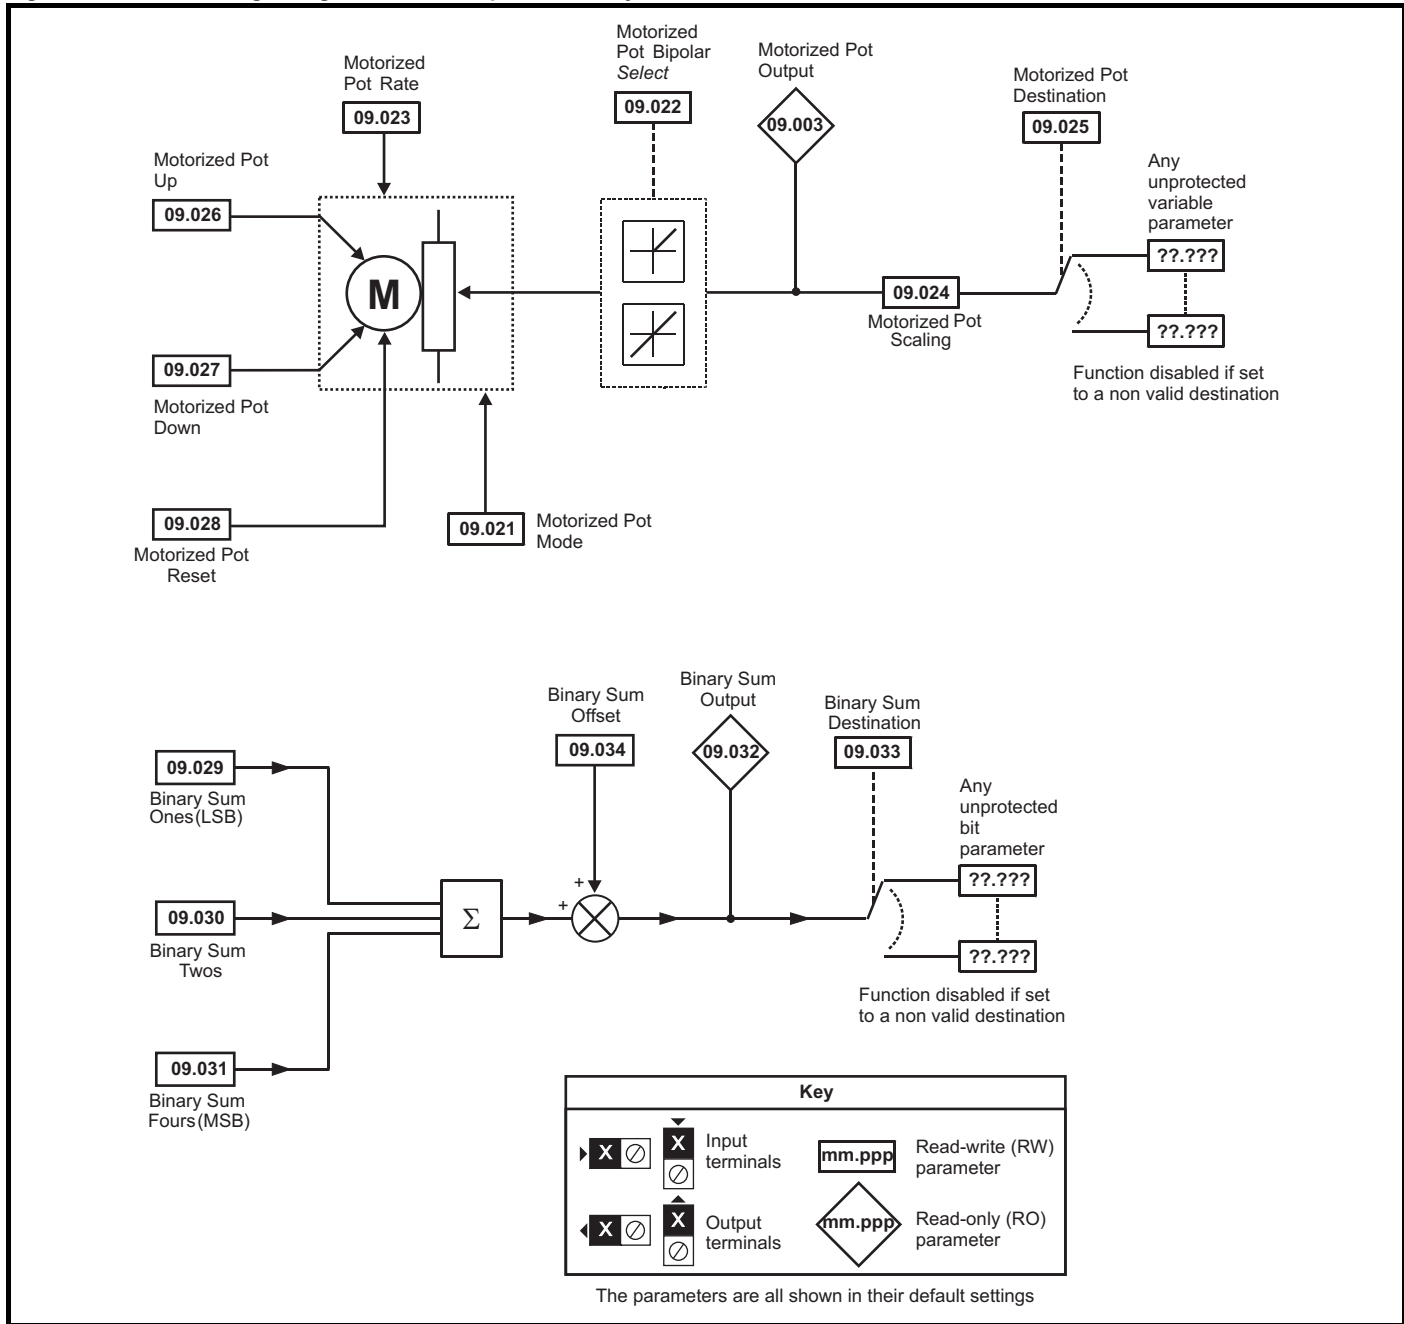 Motorized
Pot Rate
09.023
Motorized
Pot Bipolar
Select
09.022
Motorized Pot
Output
09.003
Motorized Pot
Destination
09.025
Any
unprotected
variable
parameter
??.???
??.???
Function disabled if set
to a non valid destination
Motorized Pot
Up
09.026
M
09.024
Motorized Pot
Scaling
09.027
Motorized Pot
Down
09.028
Motorized Pot
Reset
09.021
Motorized Pot
Mode
Binary Sum
Offset
09.034
Binary Sum
Output
09.032
Binary Sum
Destination
09.033
Any
unprotected
bit
parameter
??.???
??.???
Function disabled if set
to a non valid destination
09.029
Binary Sum
Ones(LSB)
09.030
Binary Sum
Twos
09.031
Binary Sum
Fours(MSB)
Σ
+
+
Key
X
X
Input
terminals
mm.ppp
Read-write (RW)
parameter
X
X
Output
terminals
mm.ppp
Read-only (RO)
parameter
The parameters are all shown in their default settings